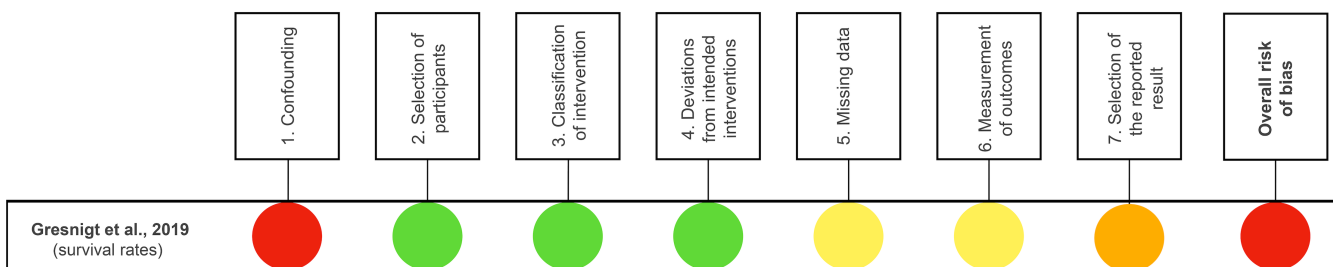 1. Confounding
2. Selection of
participants
3. Classification
of intervention
4. Deviations
from intended
interventions
5. Missing data
6. Measurement
of outcomes
7. Selection of
the reported
result
Overall risk
of bias
Gresnigt et al., 2019
(survival rates)